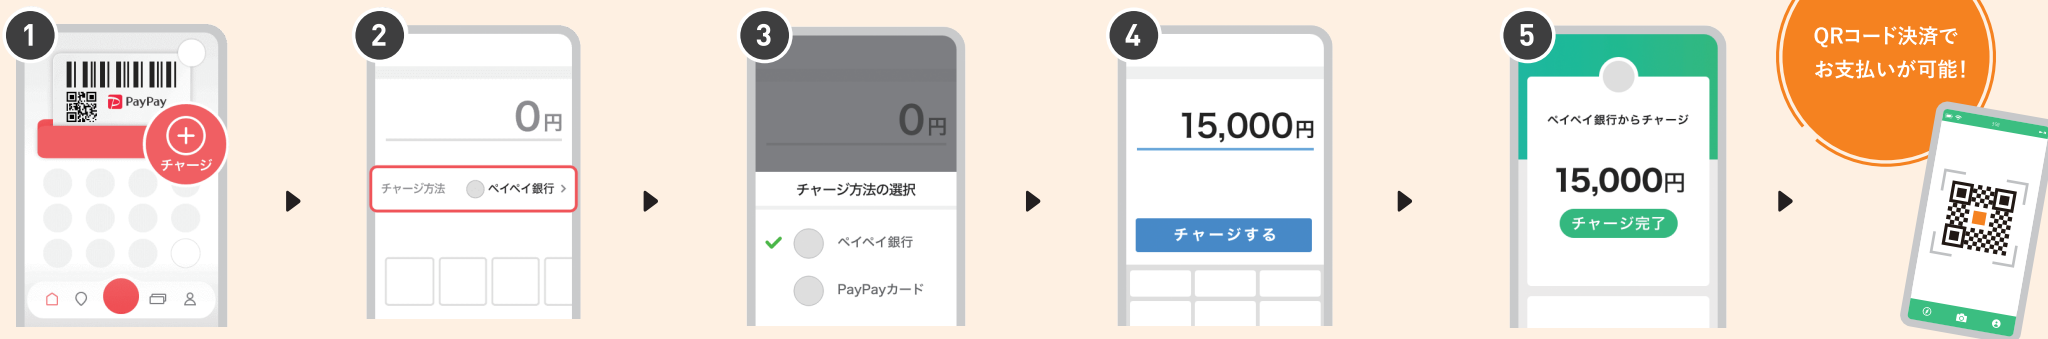 1
PayPay
チャージ
2
0円
チャージ方法 ペイペイ銀行
3
0円
チャージ方法の選択
ペイペイ銀行
PayPayカード
4
15,000円
チャージする
5
ペイペイ銀行からチャージ
15,000円
チャージ完了
QRコード決済で
お支払いが可能!